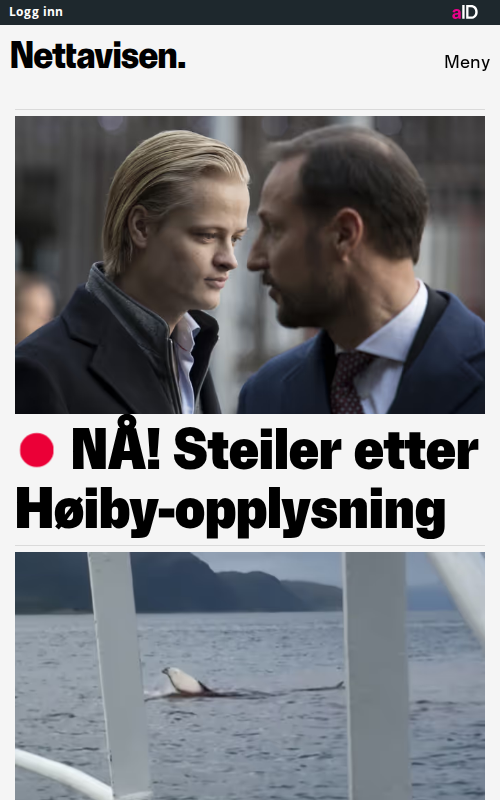 Logg inn
aID
Nettavisen.
Meny
NÅ! Steiler etter
Høiby-opplysning